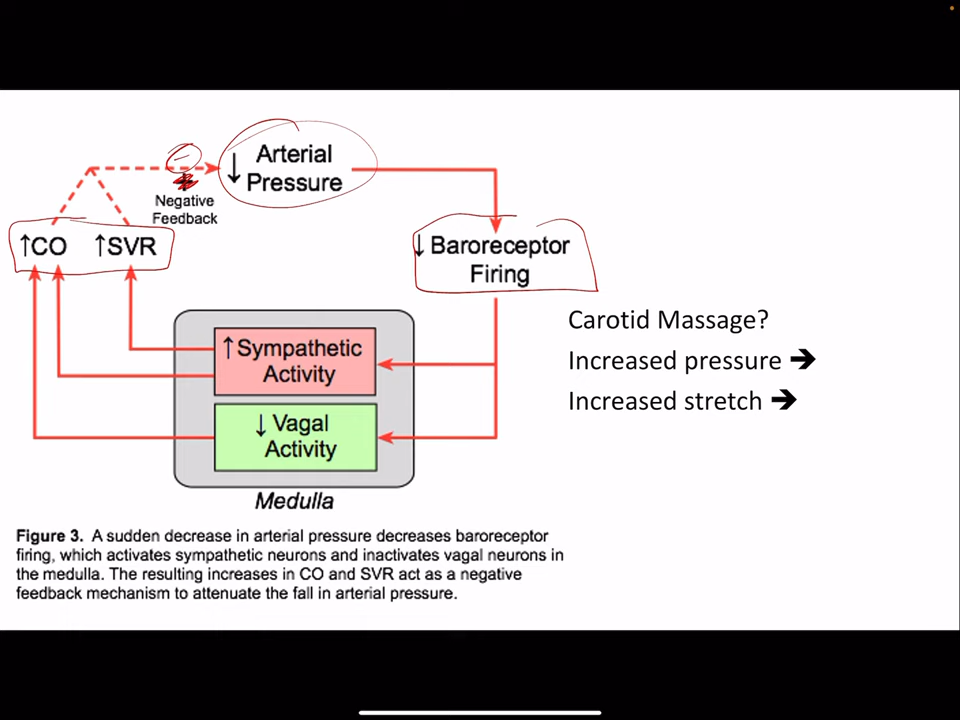 ↓ Arterial
Pressure
Negative
Feedback
↑CO ↑SVR
↓ Baroreceptor
Firing
↑ Sympathetic
Activity
↓ Vagal
Activity
Medulla
Carotid Massage?
Increased pressure ➔
Increased stretch ➔
Figure 3. A sudden decrease in arterial pressure decreases baroreceptor
firing, which activates sympathetic neurons and inactivates vagal neurons in
the medulla. The resulting increases in CO and SVR act as a negative
feedback mechanism to attenuate the fall in arterial pressure.